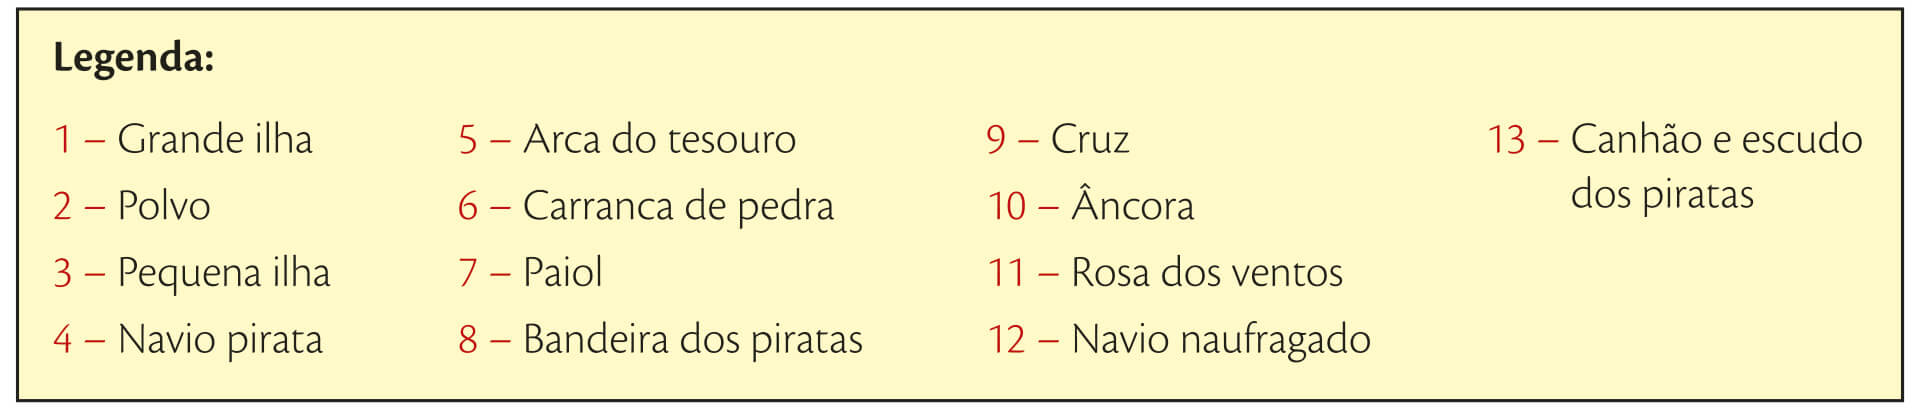 Legenda:
1 – Grande ilha
2 – Polvo
3 – Pequena ilha
4 – Navio pirata
5 – Arca do tesouro
6 – Carranca de pedra
7 – Paiol
8 – Bandeira dos piratas
9 – Cruz
10 – Âncora
11 – Rosa dos ventos
12 – Navio naufragado
13 – Canhão e escudo
dos piratas